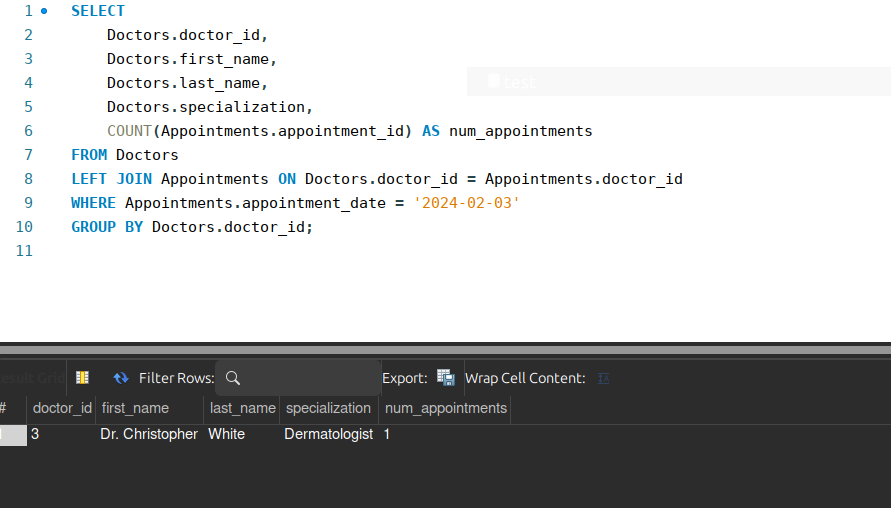 1 SELECT
2 Doctors.doctor_id,
3 Doctors.first_name,
4 Doctors.last_name,
test
5 Doctors.specialization,
6 COUNT(Appointments.appointment_id) AS num_appointments
7 FROM Doctors
8 LEFT JOIN Appointments ON Doctors.doctor_id = Appointments.doctor_id
9 WHERE Appointments.appointment_date = '2024-02-03'
10 GROUP BY Doctors.doctor_id;
11
esult Grid Filter Rows: Export: Wrap Cell Content:
# doctor_id first_name last_name specialization num_appointments
3 Dr. Christopher White Dermatologist 1